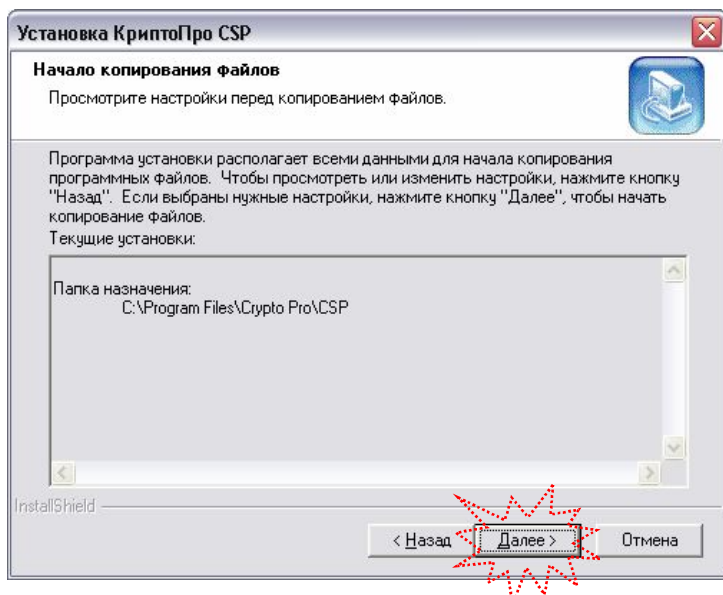 Установка КриптоПро CSP
Начало копирования файлов
Просмотрите настройки перед копированием файлов.
Программа установки располагает всеми данными для начала копирования
программных файлов. Чтобы просмотреть или изменить настройки, нажмите кнопку
"Назад". Если выбраны нужные настройки, нажмите кнопку "Далее", чтобы начать
копирование файлов.
Текущие установки:
Папка назначения:
C:\Program Files\Crypto Pro\CSP
InstallShield
< Назад
Далее >
Отмена